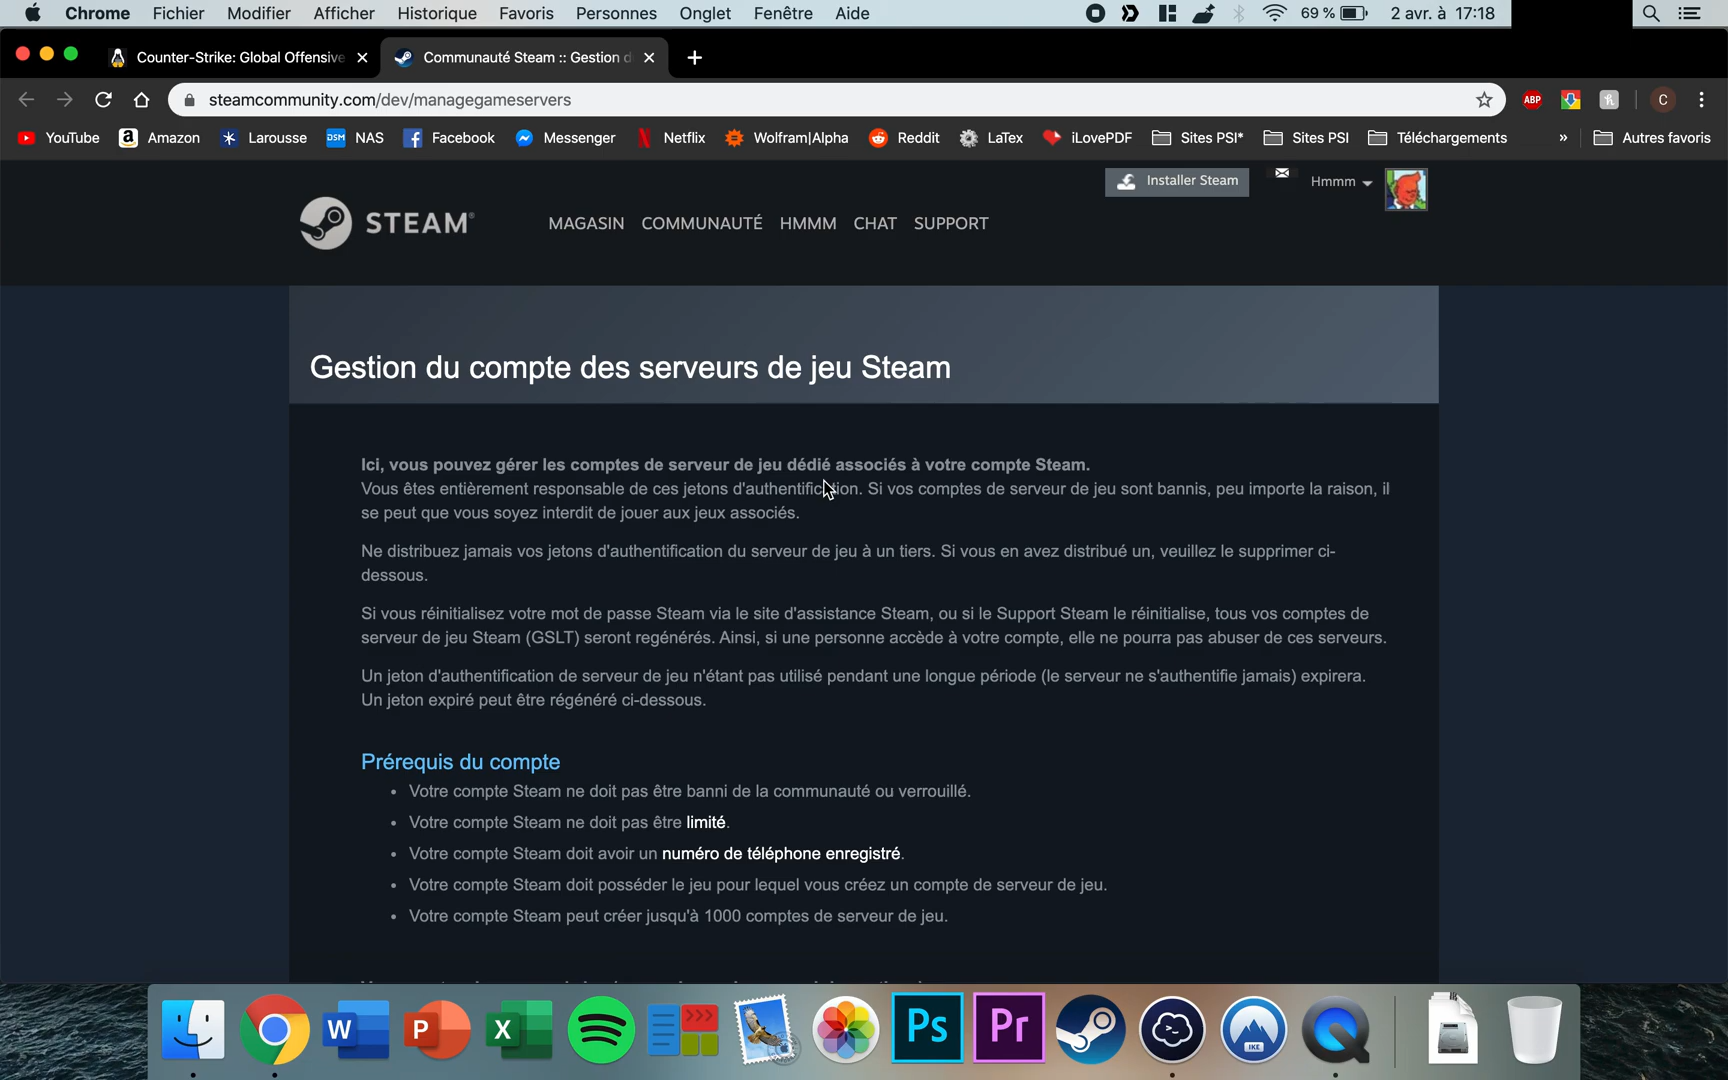 Chrome Fichier Modifier Afficher Historique Favoris Personnes Onglet Fenêtre Aide 69 % 2 avr. à 17:18
Counter-Strike: Global Offensive Communauté Steam :: Gestion d
steamcommunity.com/dev/managegameservers ABP C
YouTube Amazon Larousse DSM NAS Facebook Messenger Netflix Wolfram|Alpha Reddit LaTex iLovePDF Sites PSI* Sites PSI Téléchargements » Autres favoris
Installer Steam Hmmm
STEAM® MAGASIN COMMUNAUTÉ HMMM CHAT SUPPORT
Gestion du compte des serveurs de jeu Steam
Ici, vous pouvez gérer les comptes de serveur de jeu dédié associés à votre compte Steam.
Vous êtes entièrement responsable de ces jetons d'authentification. Si vos comptes de serveur de jeu sont bannis, peu importe la raison, il
se peut que vous soyez interdit de jouer aux jeux associés.
Ne distribuez jamais vos jetons d'authentification du serveur de jeu à un tiers. Si vous en avez distribué un, veuillez le supprimer ci-
dessous.
Si vous réinitialisez votre mot de passe Steam via le site d'assistance Steam, ou si le Support Steam le réinitialise, tous vos comptes de
serveur de jeu Steam (GSLT) seront regénérés. Ainsi, si une personne accède à votre compte, elle ne pourra pas abuser de ces serveurs.
Un jeton d'authentification de serveur de jeu n'étant pas utilisé pendant une longue période (le serveur ne s'authentifie jamais) expirera.
Un jeton expiré peut être régénéré ci-dessous.
Prérequis du compte
• Votre compte Steam ne doit pas être banni de la communauté ou verrouillé.
• Votre compte Steam ne doit pas être limité.
• Votre compte Steam doit avoir un numéro de téléphone enregistré.
• Votre compte Steam doit posséder le jeu pour lequel vous créez un compte de serveur de jeu.
• Votre compte Steam peut créer jusqu'à 1000 comptes de serveur de jeu.
W P X Ps Pr IKE